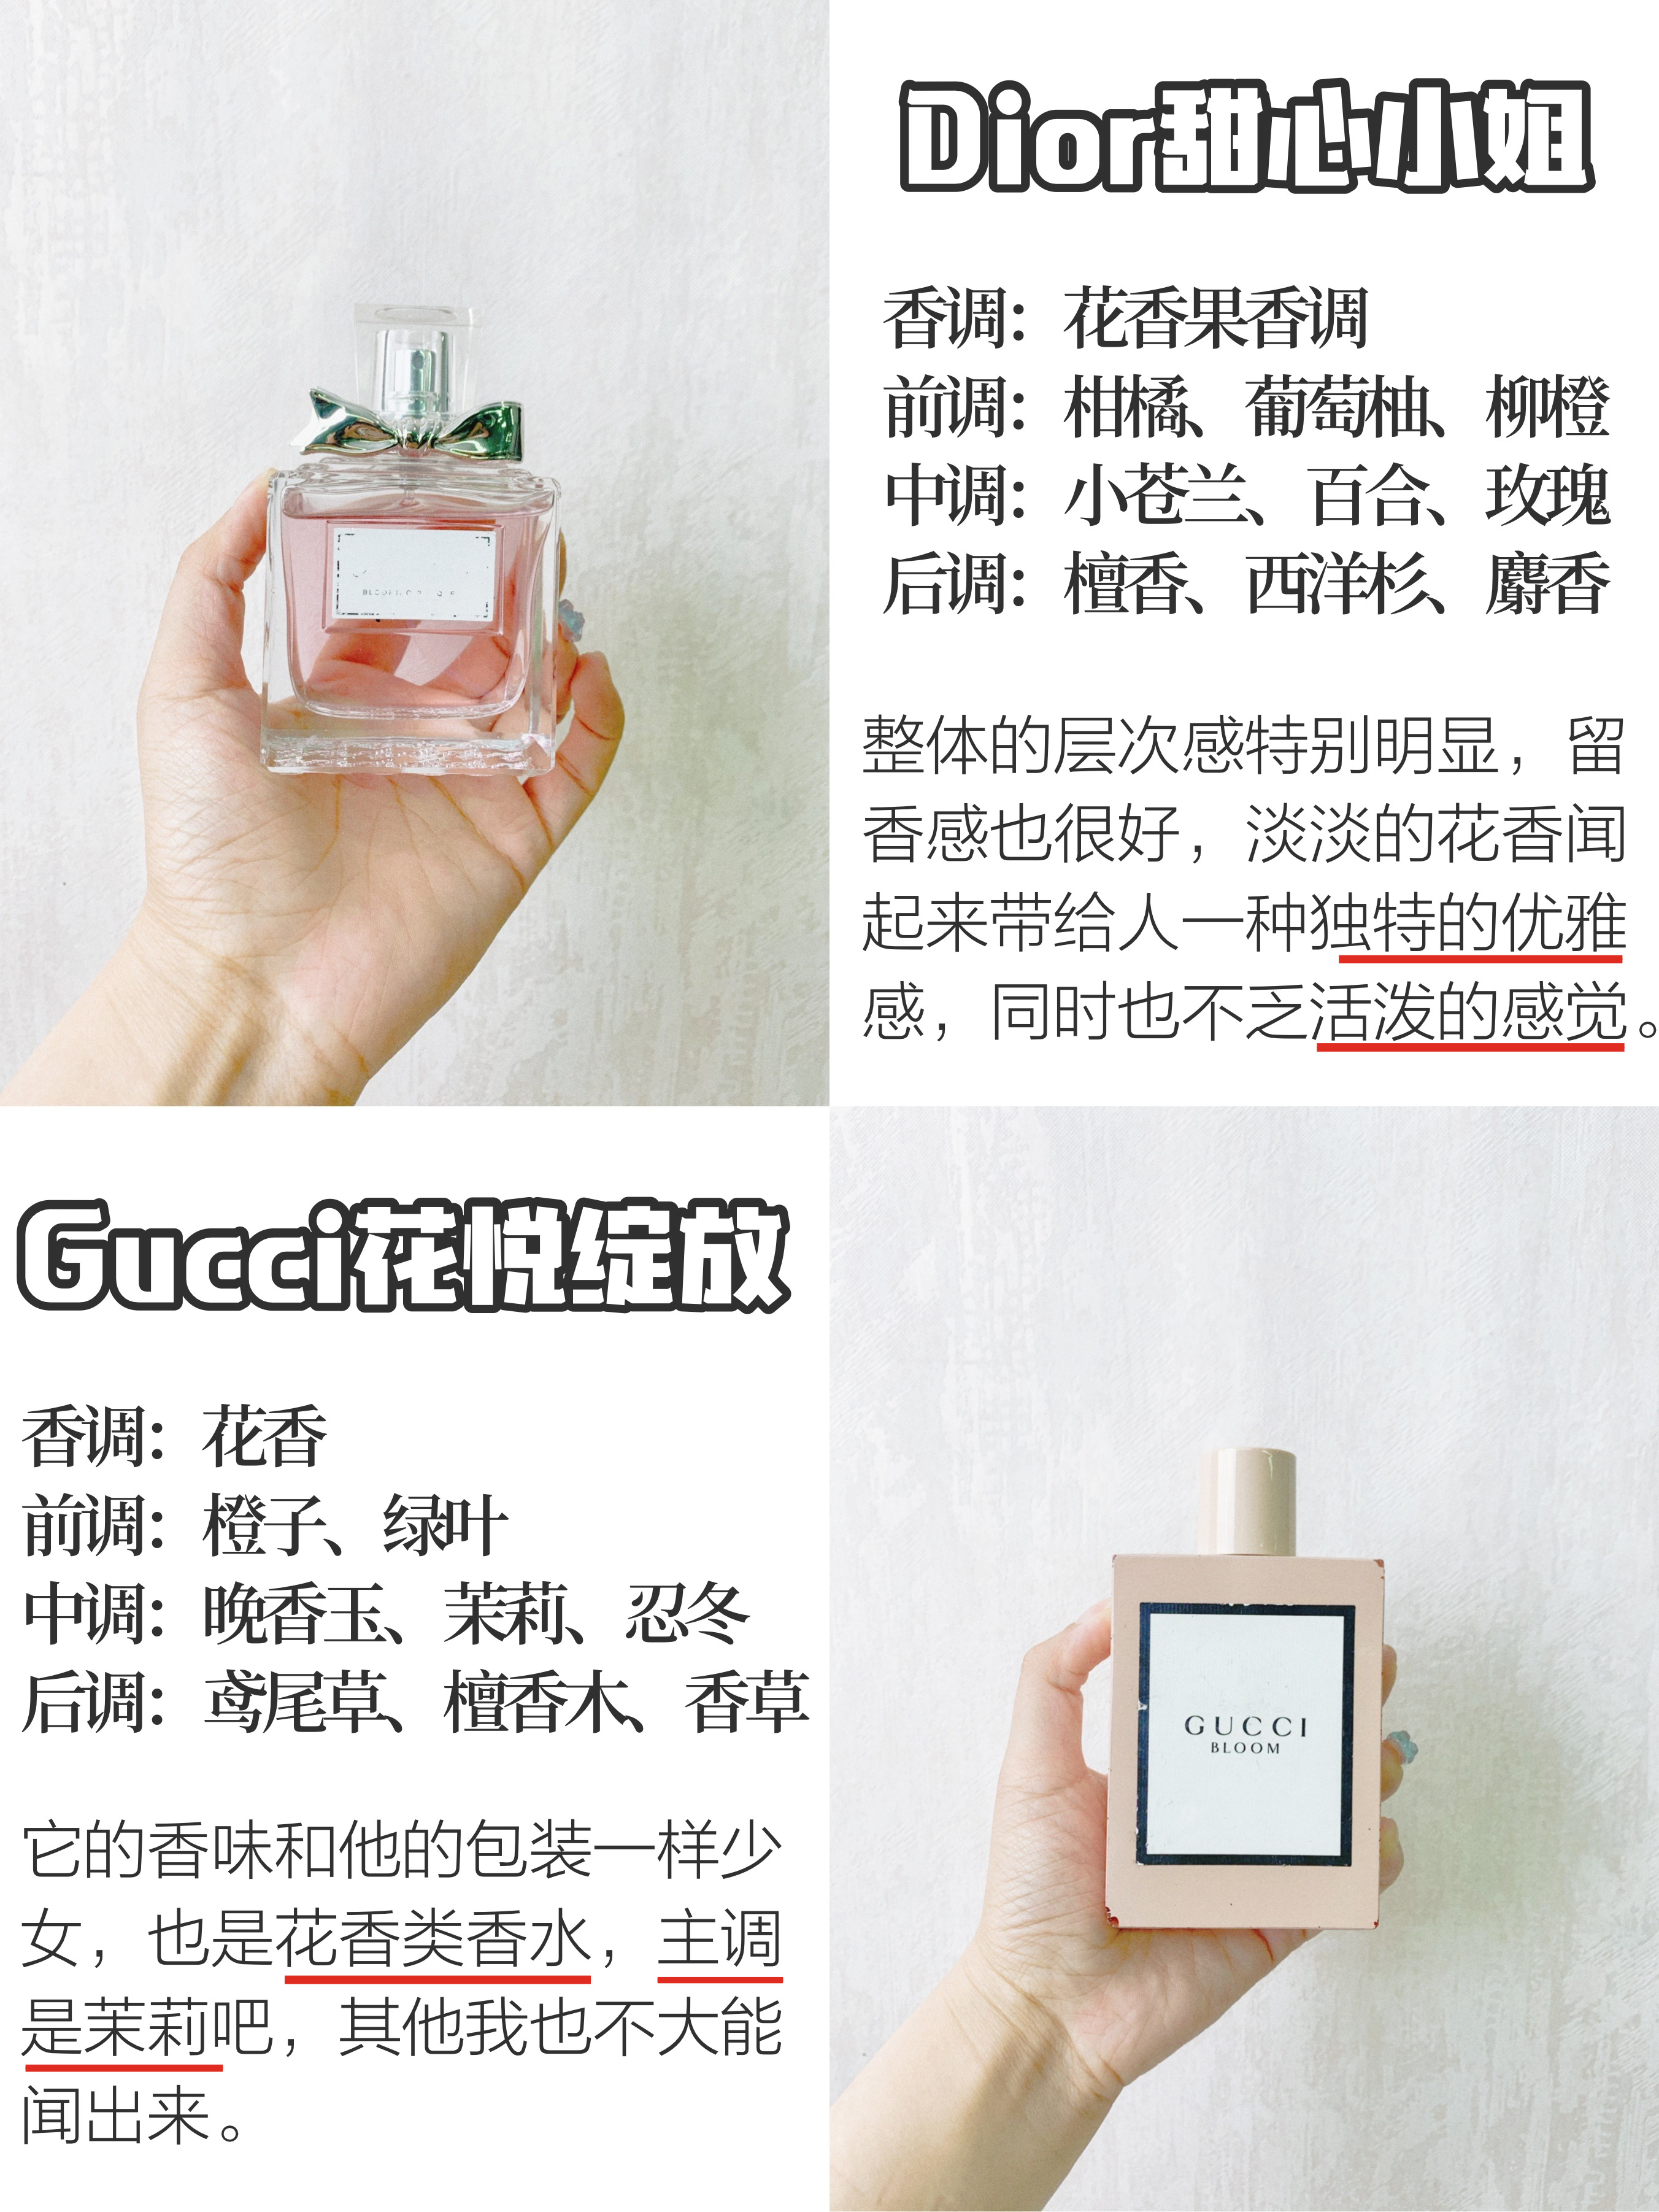 Dior甜心小姐
香调：花香果香调
前调：柑橘、葡萄柚、柳橙
中调：小苍兰、百合、玫瑰
后调：檀香、西洋杉、麝香
整体的层次感特别明显，留
香感也很好，淡淡的花香闻
起来带给人一种独特的优雅
感，同时也不乏活泼的感觉。
Gucci花悦绽放
香调：花香
前调：橙子、绿叶
中调：晚香玉、茉莉、忍冬
后调：鸢尾草、檀香木、香草
它的香味和他的包装一样少
女，也是花香类香水，主调
是茉莉吧，其他我也不大能
闻出来。
GUCCI
BLOOM